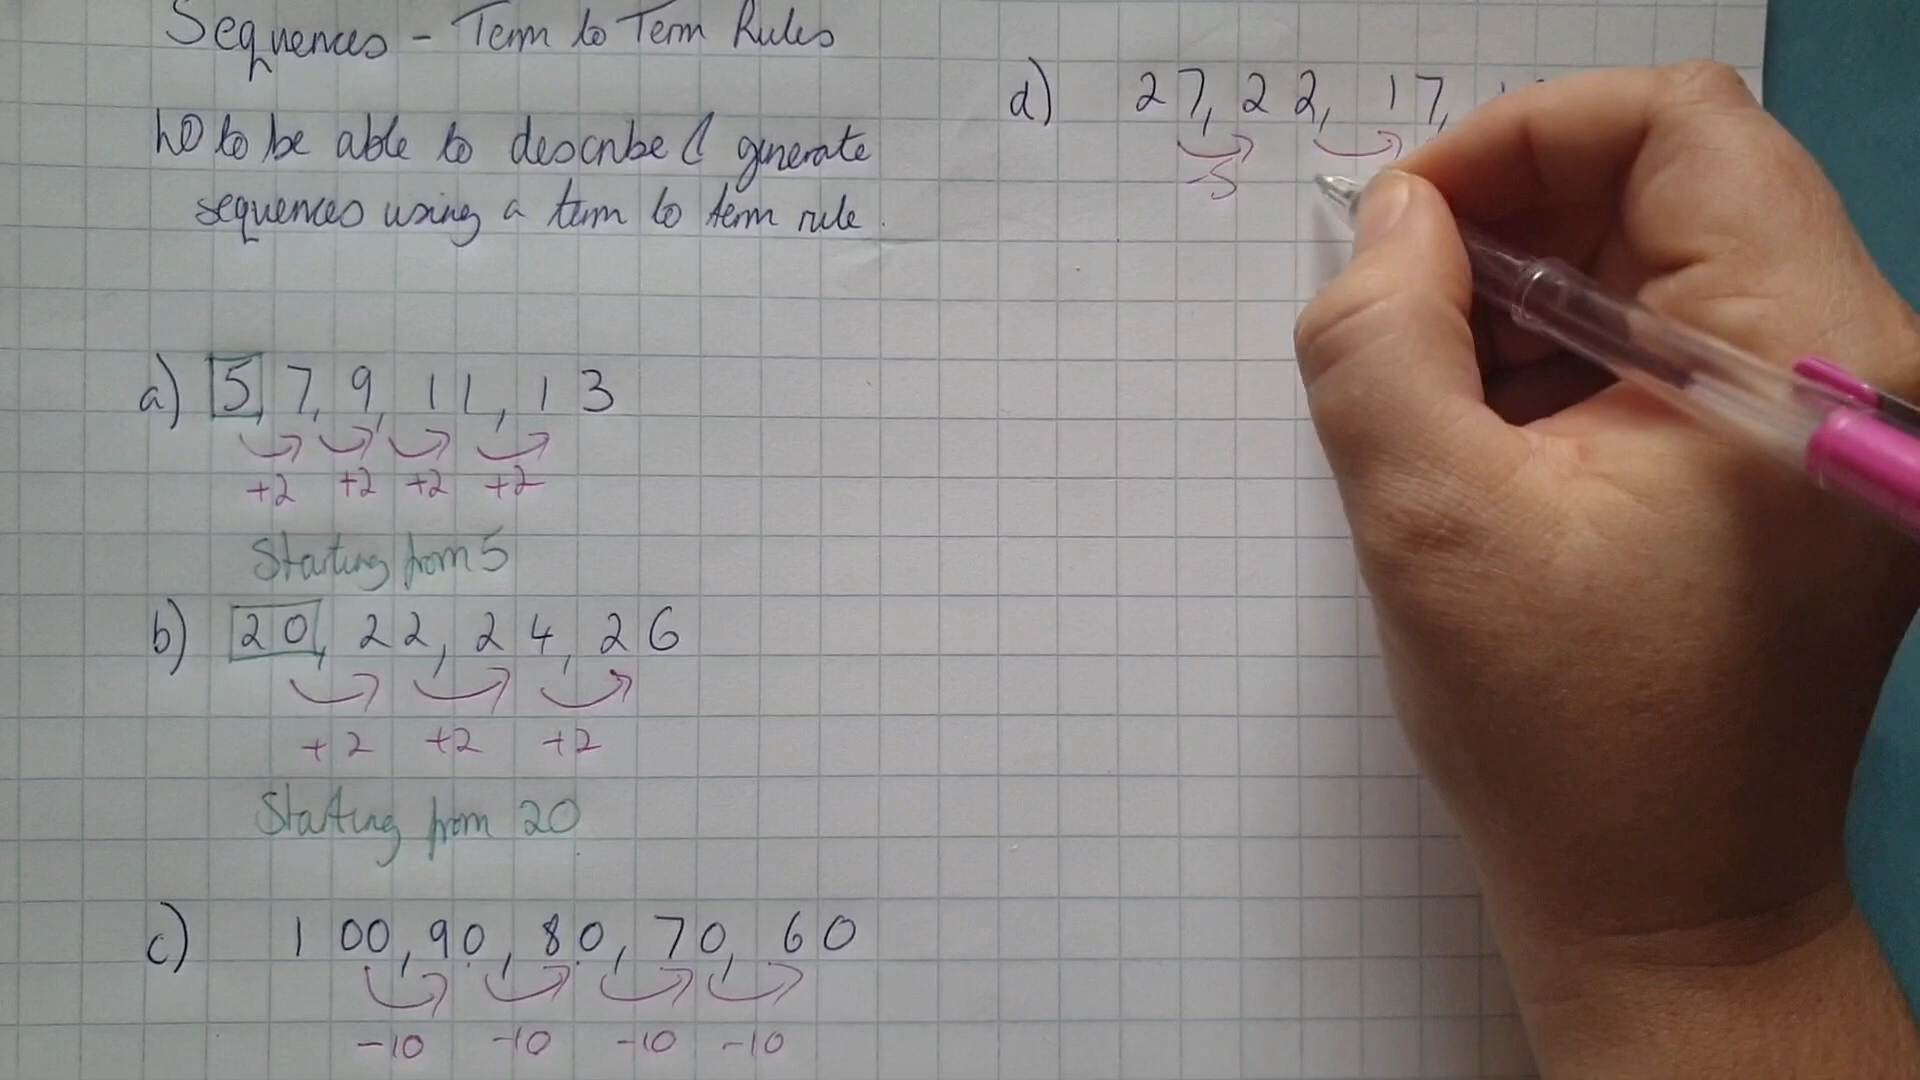 Sequences - Term to Term Rules
LO to be able to describe & generate
sequences using a term to term rule.
a) 5, 7, 9, 11, 13
+2 +2 +2 +2
Starting from 5
b) 20, 22, 24, 26
+2 +2 +2
Starting from 20
c) 100, 90, 80, 70, 60
-10 -10 -10 -10
d) 27, 22, 17,
-5